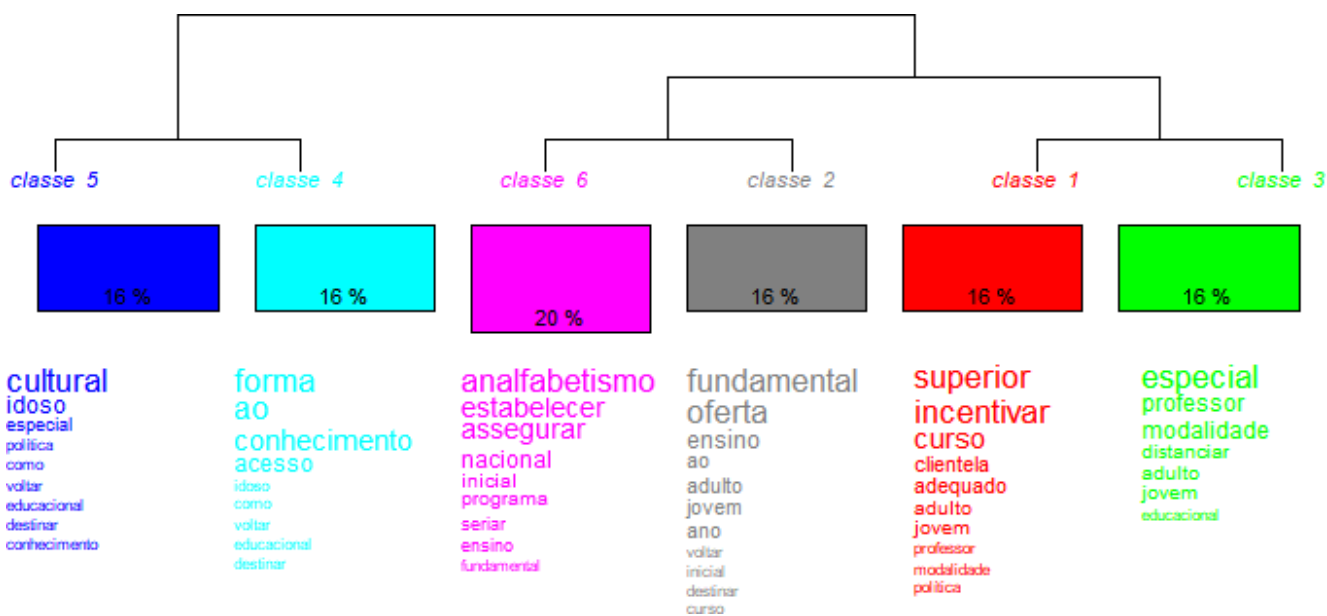 classe 5
classe 4
classe 6
classe 2
classe 1
classe 3
16 %
16 %
20 %
16 %
16 %
16 %
cultural
idoso
especial
política
como
voltar
educacional
destinar
conhecimento
forma
ao
conhecimento
acesso
idoso
como
voltar
educacional
destinar
analfabetismo
estabelecer
assegurar
nacional
inicial
programa
seriar
ensino
fundamental
fundamental
oferta
ensino
ao
adulto
jovem
ano
voltar
inicial
destinar
curso
superior
incentivar
curso
clientela
adequado
adulto
jovem
professor
modalidade
política
especial
professor
modalidade
distanciar
adulto
jovem
educacional